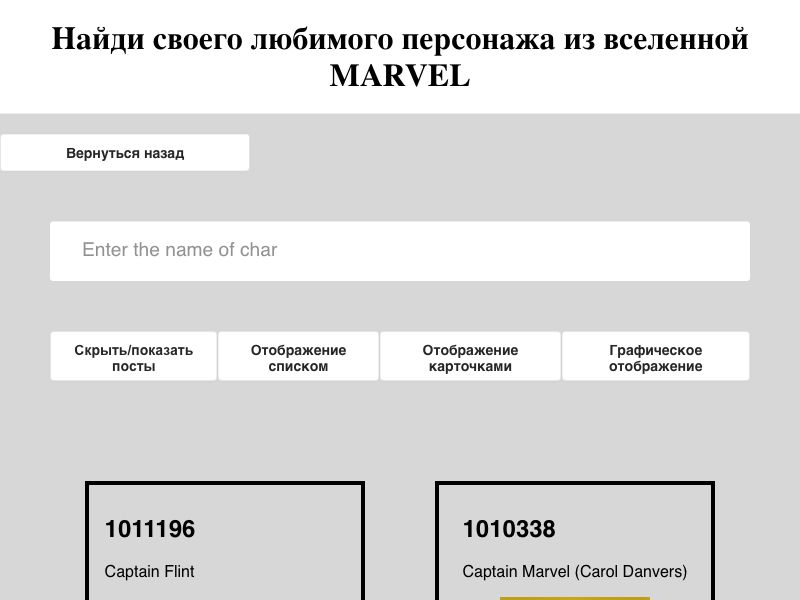 Найди своего любимого персонажа из вселенной
MARVEL
Вернуться назад
Enter the name of char
Скрыть/показать
посты
Отображение
списком
Отображение
карточками
Графическое
отображение
1011196
Captain Flint
1010338
Captain Marvel (Carol Danvers)